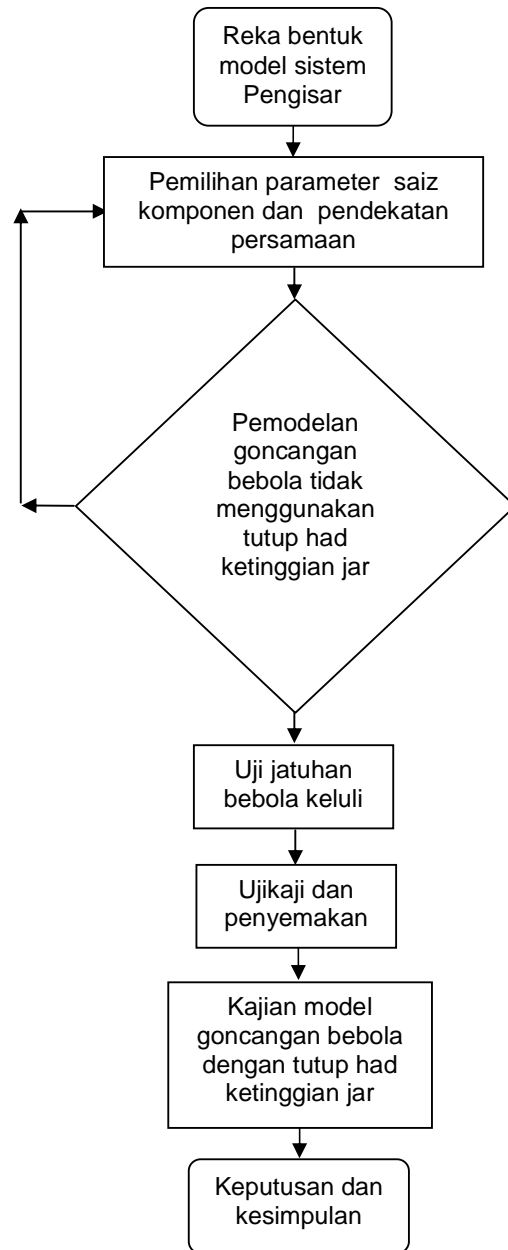 Reka bentuk
model sistem
Pengisar
Pemilihan parameter saiz
komponen dan pendekatan
persamaan
Pemodelan
goncangan
bebola tidak
menggunakan
tutup had
ketinggian jar
Uji jatuhan
bebola keluli
Ujikaji dan
penyemakan
Kajian model
goncangan bebola
dengan tutup had
ketinggian jar
Keputusan dan
kesimpulan